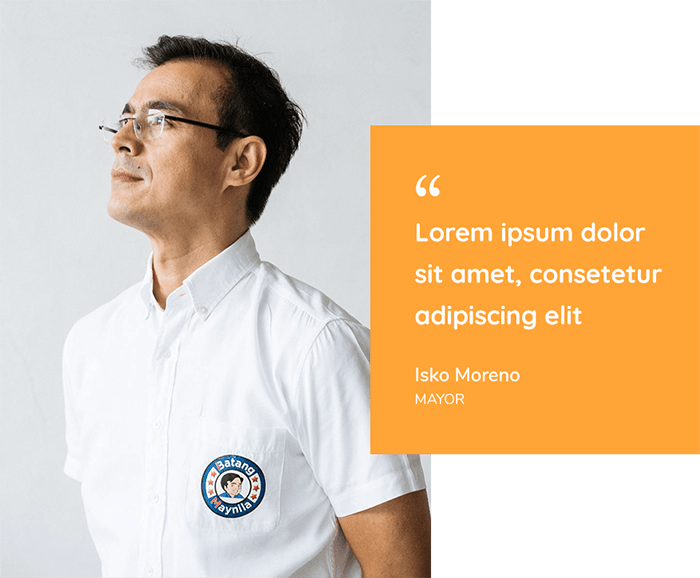 “
Lorem ipsum dolor
sit amet, consetetur
adipiscing elit
Isko Moreno
MAYOR
Batang
Maynila